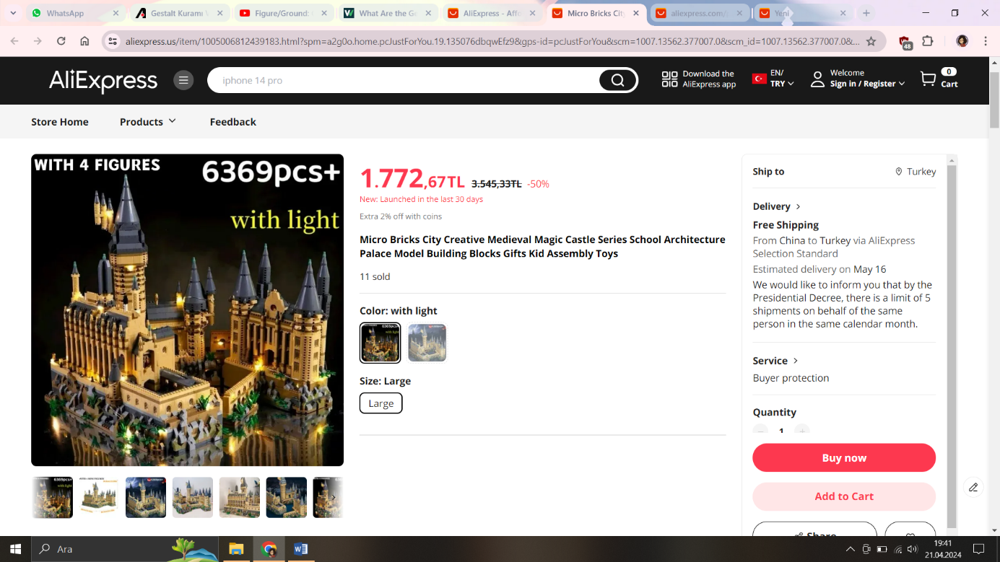 WhatsApp
Gestalt Kuramı
Figure/Ground:
What Are the Ge
AliExpress - Affo
Micro Bricks City
aliexpress.com/
Yeni
aliexpress.us/item/1005006812439183.html?spm=a2g0o.home.pcJustForYou.19.135076dbqwEfz9&gps-id=pcJustForYou&scm=1007.13562.377007.0&scm_id=1007.13562.377007.0&...
48
AliExpress
iphone 14 pro
Download the
AliExpress app
EN/
TRY
Welcome
Sign in / Register
0
Cart
Store Home
Products
Feedback
WITH 4 FIGURES
6369pcs+
with light
1.772,67TL 3.545,33TL -50%
New: Launched in the last 30 days
Extra 2% off with coins
Micro Bricks City Creative Medieval Magic Castle Series School Architecture
Palace Model Building Blocks Gifts Kid Assembly Toys
11 sold
Color: with light
Size: Large
Large
Ship to
Turkey
Delivery
Free Shipping
From China to Turkey via AliExpress
Selection Standard
Estimated delivery on May 16
We would like to inform you that by the
Presidential Decree, there is a limit of 5
shipments on behalf of the same
person in the same calendar month.
Service
Buyer protection
Quantity
1
Buy now
Add to Cart
Share
Ara
19:41
21.04.2024